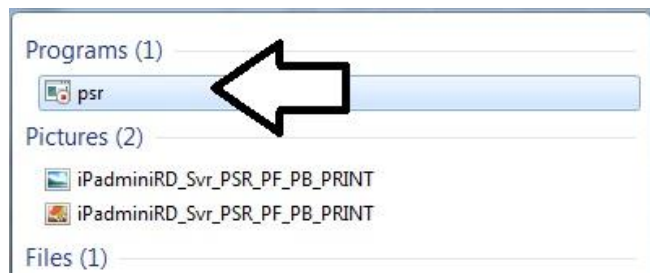 Programs (1)
psr
Pictures (2)
iPadminiRD_Svr_PSR_PF_PB_PRINT
iPadminiRD_Svr_PSR_PF_PB_PRINT
Files (1)